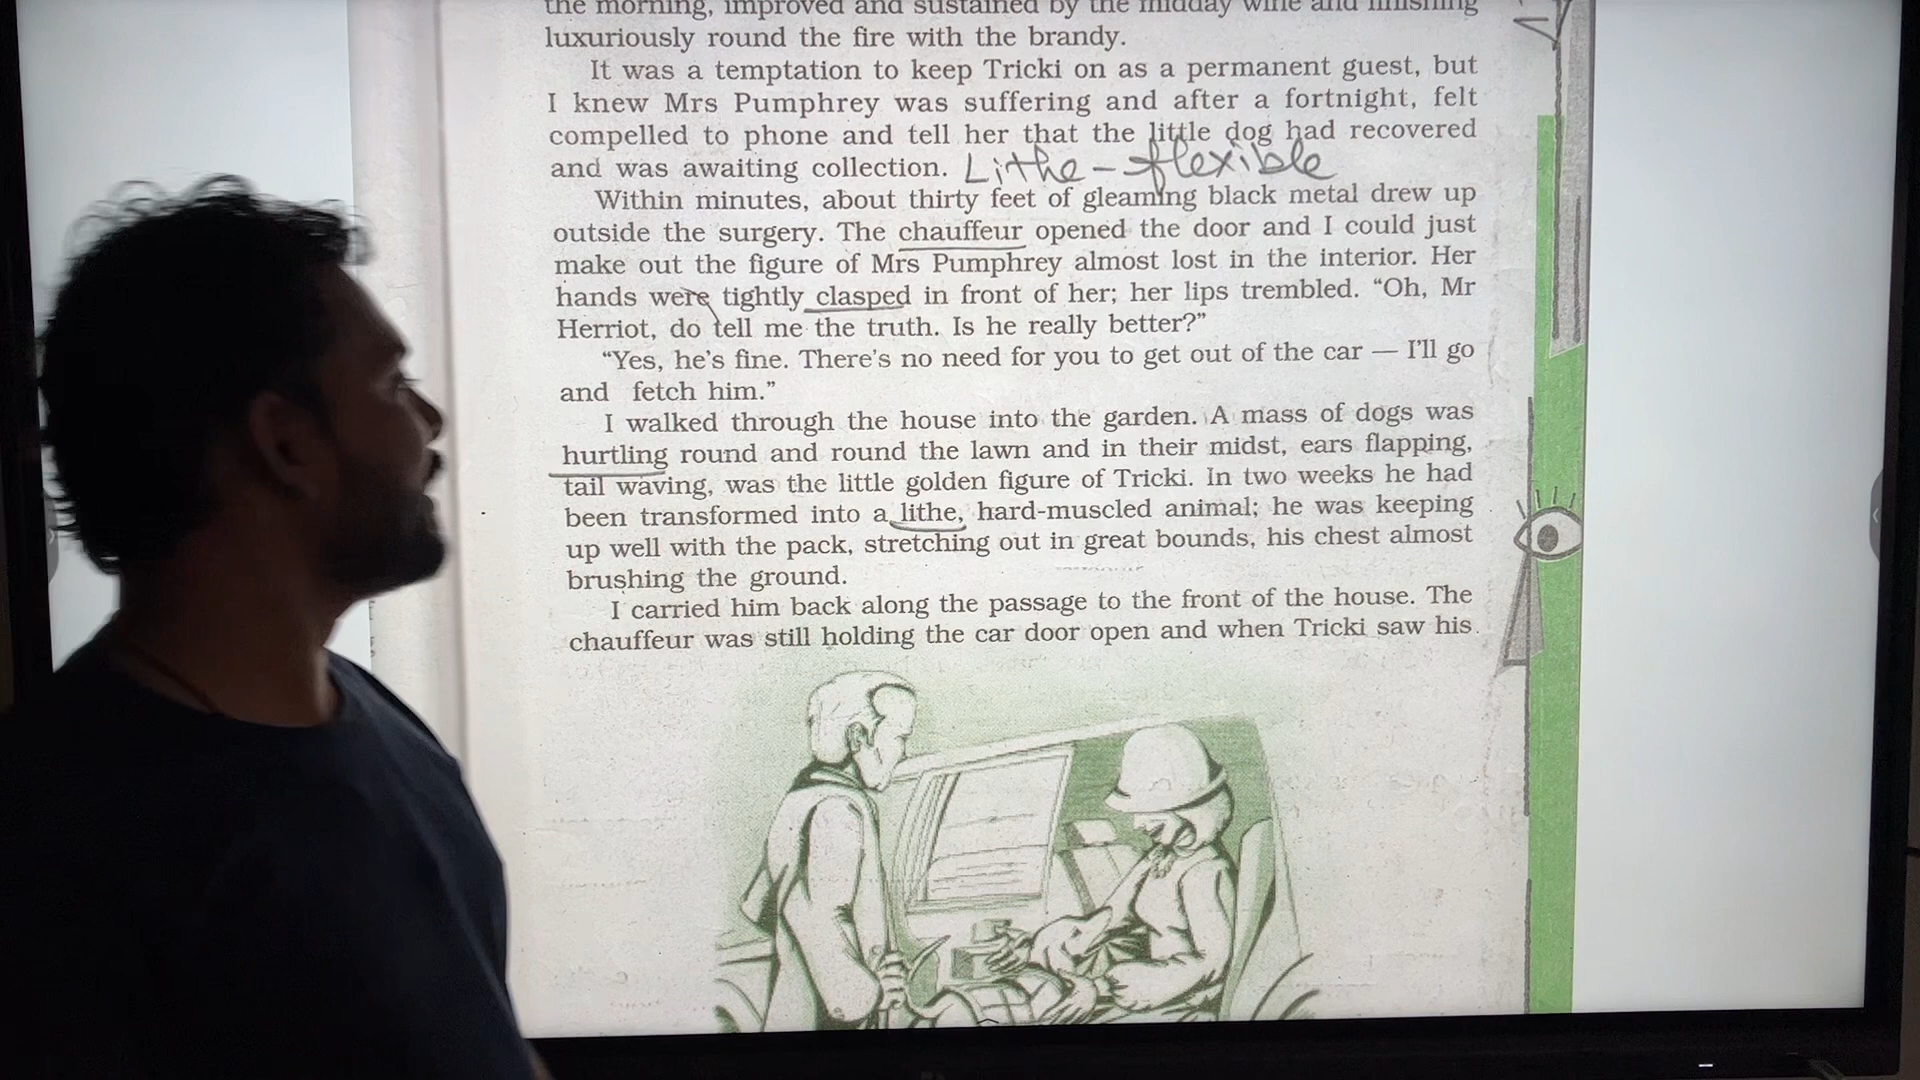 the morning, improved and sustained by the midday wine and finishing
luxuriously round the fire with the brandy.
It was a temptation to keep Tricki on as a permanent guest, but
I knew Mrs Pumphrey was suffering and after a fortnight, felt
compelled to phone and tell her that the little dog had recovered
and was awaiting collection. Lithe - flexible
Within minutes, about thirty feet of gleaming black metal drew up
outside the surgery. The chauffeur opened the door and I could just
make out the figure of Mrs Pumphrey almost lost in the interior. Her
hands were tightly clasped in front of her; her lips trembled. “Oh, Mr
Herriot, do tell me the truth. Is he really better?”
“Yes, he’s fine. There’s no need for you to get out of the car — I’ll go
and fetch him.”
I walked through the house into the garden. A mass of dogs was
hurtling round and round the lawn and in their midst, ears flapping,
tail waving, was the little golden figure of Tricki. In two weeks he had
been transformed into a lithe, hard-muscled animal; he was keeping
up well with the pack, stretching out in great bounds, his chest almost
brushing the ground.
I carried him back along the passage to the front of the house. The
chauffeur was still holding the car door open and when Tricki saw his